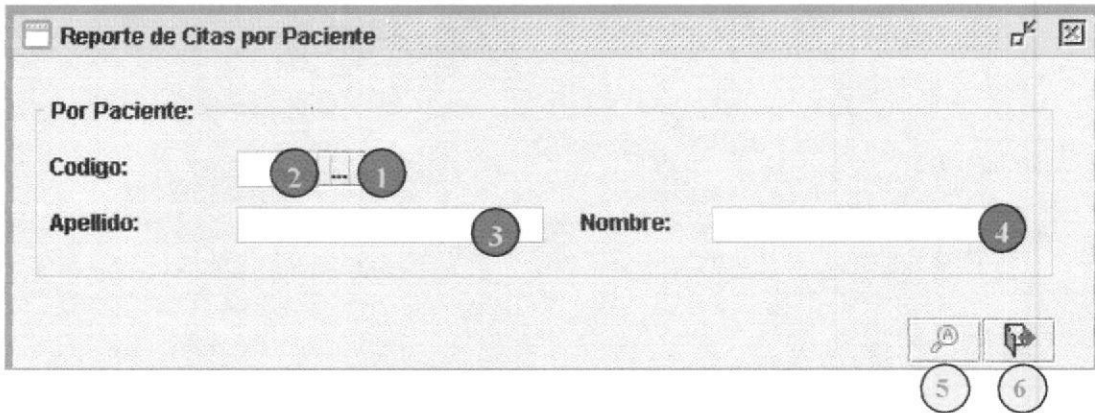 Reporte de Citas por Paciente
Por Paciente:
Codigo: 2 ... 1
Apellido: 3 Nombre: 4
A
5 6